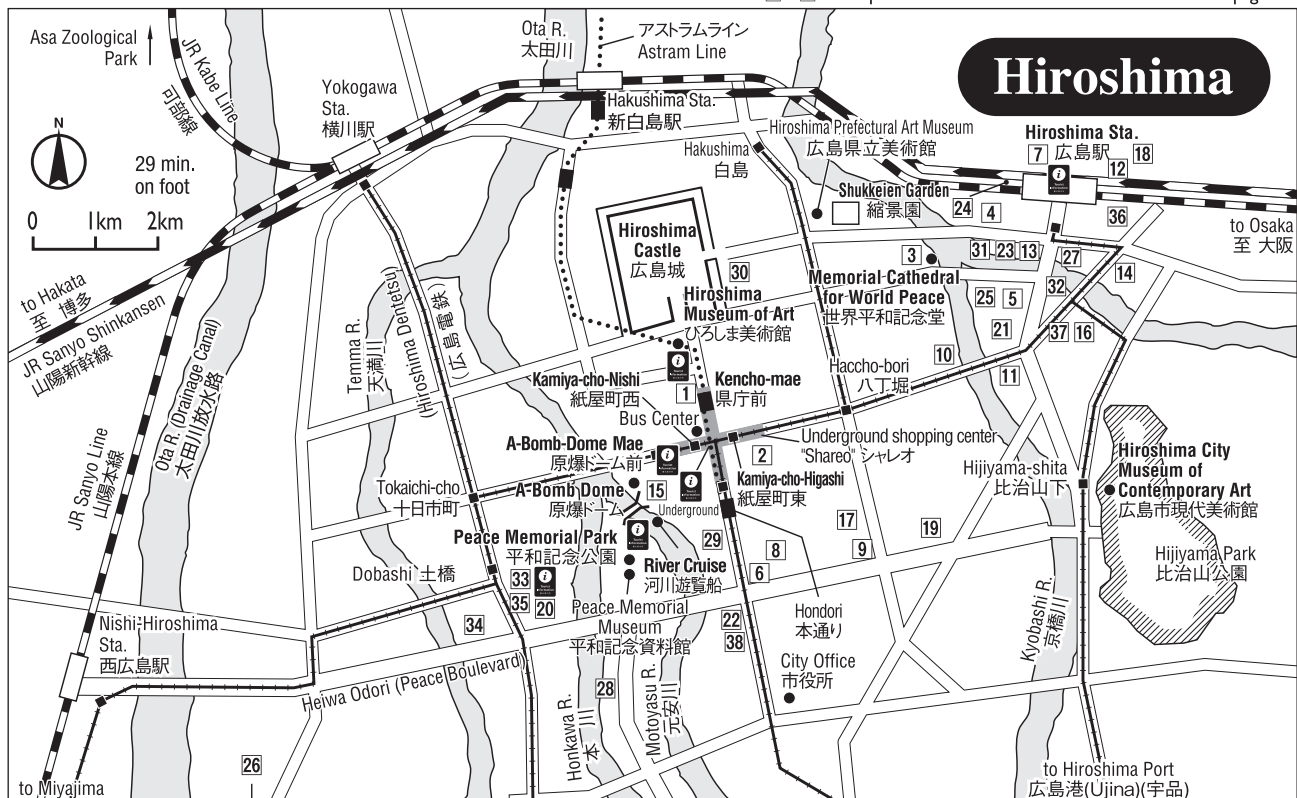 Hiroshima
Asa Zoological
Park
JR Kabe Line
可部線
Yokogawa
Sta.
横川駅
Ota R.
太田川
アストラムライン
Astram Line
Hakushima Sta.
新白島駅
Hakushima
白島
Hiroshima Prefectural Art Museum
広島県立美術館
Hiroshima Sta.
広島駅
7
12
18
N
29 min.
on foot
0 1km 2km
Shukkeien Garden
縮景園
24
4
36
to Osaka
至 大阪
Hiroshima
Castle
広島城
30
3
31
23
13
27
14
Memorial Cathedral
for World Peace
世界平和記念堂
25
5
32
21
37
16
to Hakata
至 博多
JR Sanyo Shinkansen
山陽新幹線
Hiroshima
Museum of Art
ひろしま美術館
Temma R.
天満川
(Hiroshima Dentetsu)
(広島電鉄)
Ota R. (Drainage Canal)
太田川放水路
JR Sanyo Line
山陽本線
Kamiya-cho-Nishi
紙屋町西
1
Kencho-mae
県庁前
Haccho-bori
八丁堀
10
11
Bus Center
A-Bomb-Dome Mae
原爆ドーム前
Underground shopping center
"Shareo" シャレオ
2
Kamiya-cho-Higashi
紙屋町東
Hijiyama-shita
比治山下
Hiroshima City
Museum of
Contemporary Art
広島市現代美術館
Tokaichi-cho
十日市町
A-Bomb Dome
原爆ドーム
15
Underground
17
19
Peace Memorial Park
平和記念公園
29
8
9
Hijiyama Park
比治山公園
Dobashi 土橋
33
River Cruise
河川遊覧船
6
35
20
Peace Memorial
Museum
平和記念資料館
22
Hondori
本通り
Kyobashi R.
京橋川
Nishi-Hiroshima
Sta.
西広島駅
34
38
City Office
市役所
Heiwa Odori (Peace Boulevard)
28
Honkawa R.
本川
Motoyasu R.
元安川
26
to Miyajima
to Hiroshima Port
広島港(Ujina)(宇品)